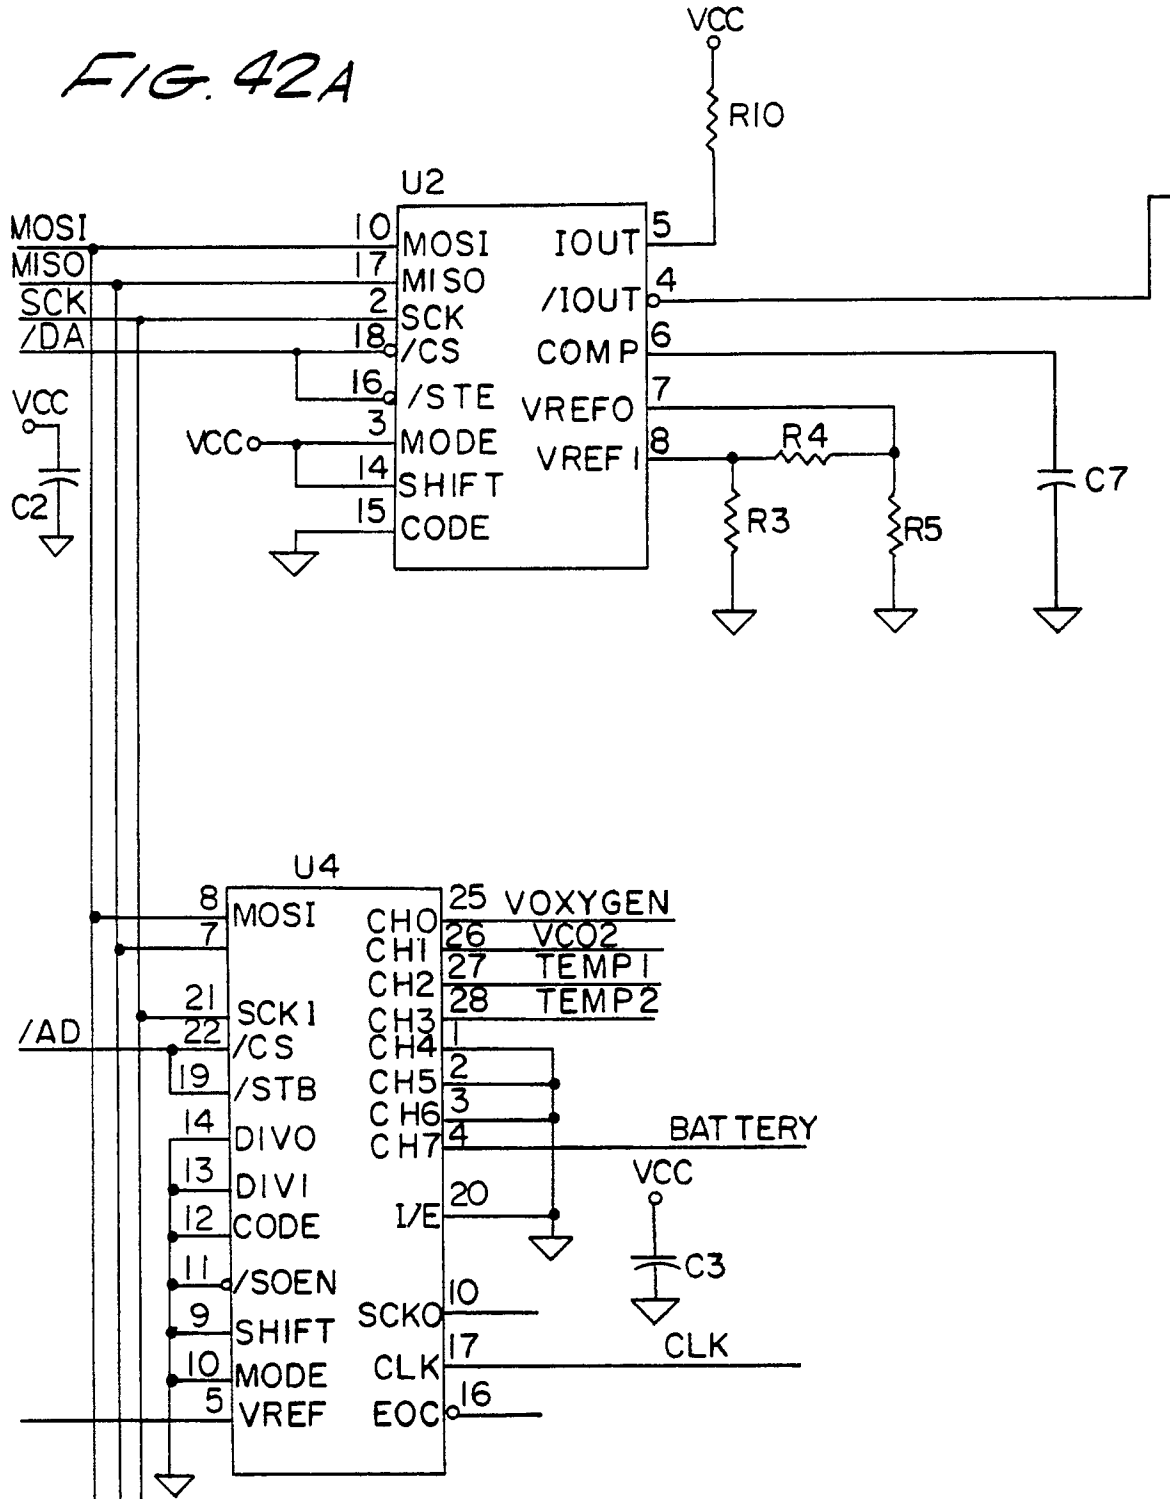 FIG. 42A
VCC
R10
U2
MOSI 10 MOSI IOUT 5
MISO 17 MISO /IOUT 4
SCK 2 SCK COMP 6
/DA 18 /CS VREF0 7
16 /STE VREF1 8
VCC 3 MODE
14 SHIFT
15 CODE
VCC
C2
R4
R3
R5
C7
U4
8 MOSI CH0 25 VOXYGEN
7 CH1 26 VCO2
CH2 27 TEMP1
21 SCK1 CH3 28 TEMP2
/AD 22 /CS CH4 1
19 /STB CH5 2
CH6 3
14 DIV0 CH7 4 BATTERY
13 DIV1
12 CODE I/E 20
VCC
C3
11 /SOEN
9 SHIFT SCKO 10
10 MODE CLK 17 CLK
5 VREF EOC 16